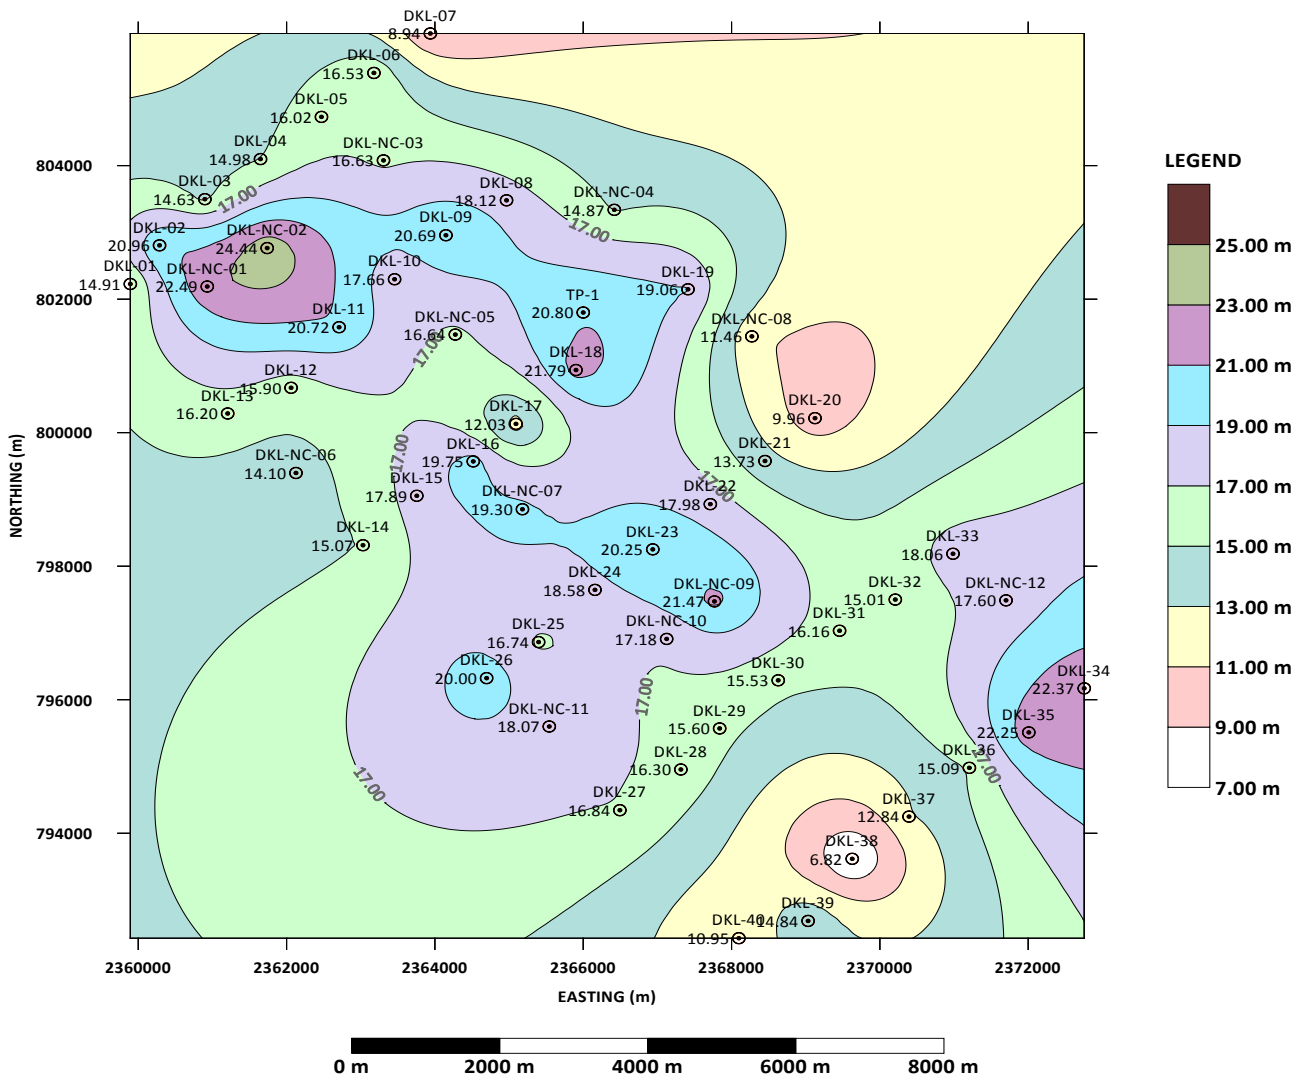 DKL-07
8.94
DKL-06
16.53
DKL-05
16.02
DKL-04
14.98
DKL-NC-03
16.63
804000
LEGEND
DKL-03
14.63
17.00
DKL-08
18.12
DKL-NC-04
14.87
17.00
DKL-02
20.96
DKL-NC-02
24.44
DKL-09
20.69
25.00 m
DKL-01
14.91
DKL-NC-01
22.49
DKL-10
17.66
DKL-19
19.06
802000
TP-1
20.80
23.00 m
DKL-11
20.72
DKL-NC-05
16.64
17.00
DKL-NC-08
11.46
DKL-18
21.79
21.00 m
DKL-12
15.90
DKL-13
16.20
DKL-17
12.03
DKL-20
9.96
19.00 m
800000
DKL-NC-06
14.10
17.00
DKL-16
19.75
DKL-21
13.73
DKL-15
17.89
DKL-NC-07
19.30
17.00
DKL-22
17.98
17.00 m
NORTHING (m)
DKL-14
15.07
DKL-23
20.25
DKL-33
18.06
15.00 m
798000
DKL-24
18.58
DKL-NC-09
21.47
DKL-32
15.01
DKL-NC-12
17.60
13.00 m
DKL-25
16.74
DKL-NC-10
17.18
DKL-31
16.16
DKL-26
20.00
DKL-30
15.53
DKL-34
22.37
11.00 m
796000
17.00
DKL-NC-11
18.07
DKL-29
15.60
DKL-35
22.25
9.00 m
DKL-28
16.30
DKL-36
15.09
17.00
7.00 m
17.00
DKL-27
16.84
DKL-37
12.84
794000
DKL-38
6.82
DKL-39
14.84
DKL-40
10.95
2360000 2362000 2364000 2366000 2368000 2370000 2372000
EASTING (m)
0 m 2000 m 4000 m 6000 m 8000 m